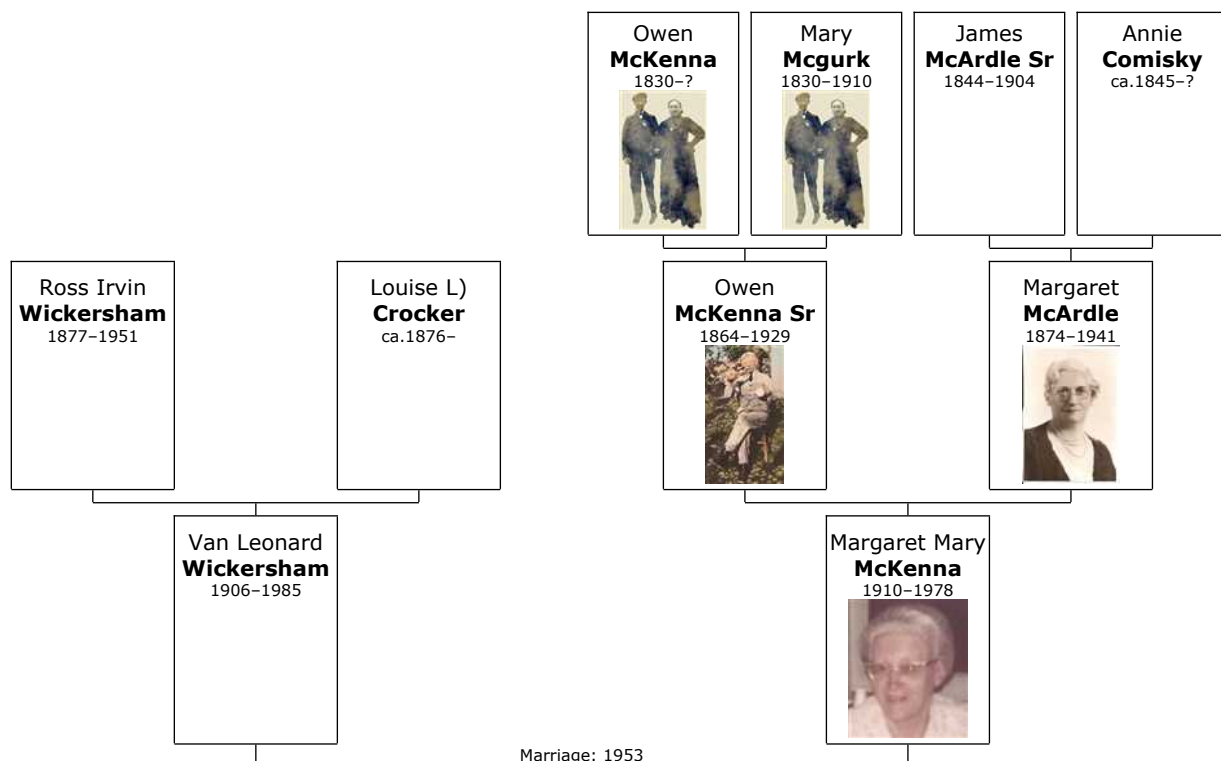 Owen
McKenna
1830–?
Mary
Mcgurk
1830–1910
James
McArdle Sr
1844–1904
Annie
Comisky
ca.1845–?
Ross Irvin
Wickersham
1877–1951
Louise L)
Crocker
ca.1876–
Owen
McKenna Sr
1864–1929
Margaret
McArdle
1874–1941
Van Leonard
Wickersham
1906–1985
Margaret Mary
McKenna
1910–1978
Marriage: 1953